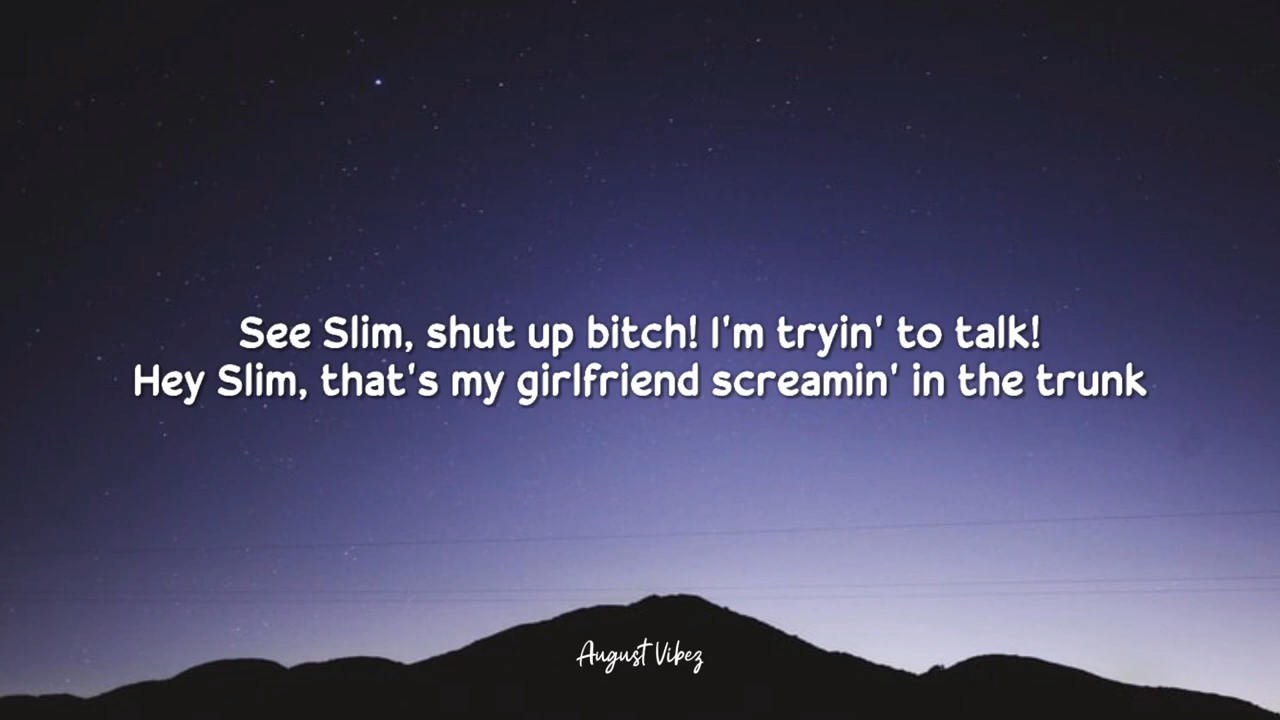 See Slim, shut up bitch! I'm tryin' to talk!
Hey Slim, that's my girlfriend screamin' in the trunk
August Vibez